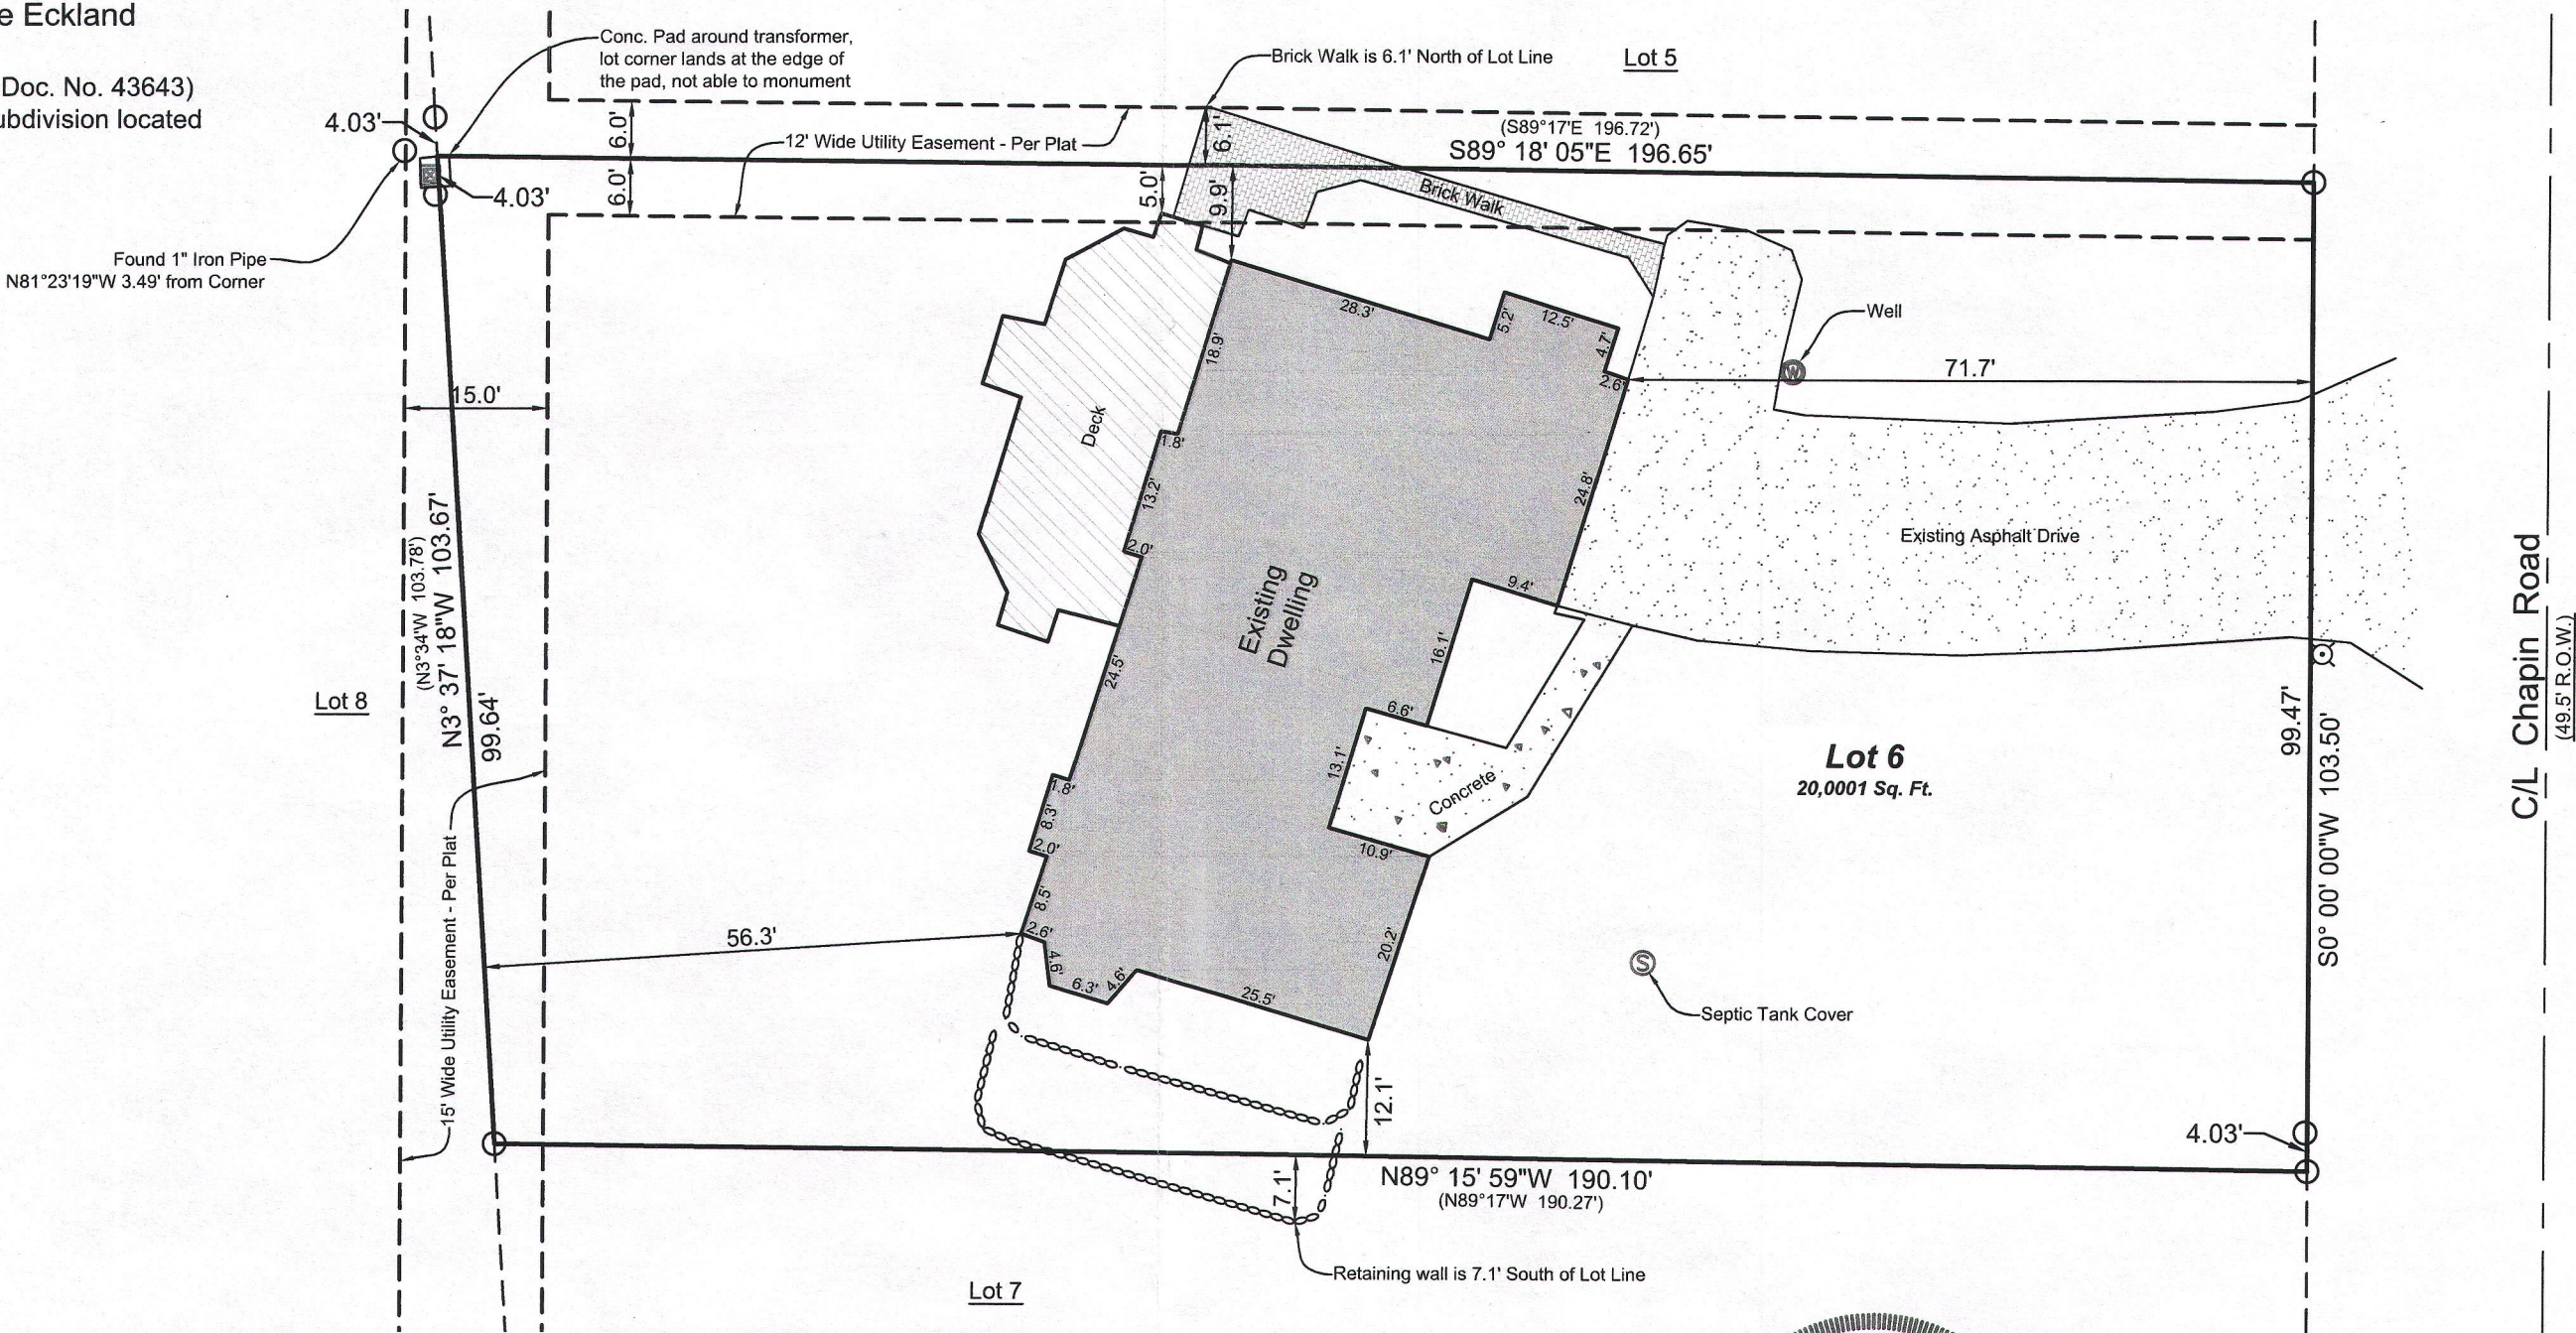 e Eckland
Doc. No. 43643)
ubdivision located
Conc. Pad around transformer,
lot corner lands at the edge of
the pad, not able to monument
Brick Walk is 6.1' North of Lot Line
Lot 5
4.03'
6.0'
12' Wide Utility Easement - Per Plat
6.1'
(S89°17'E 196.72')
S89° 18' 05"E 196.65'
4.03'
6.0'
5.0'
9.9'
Brick Walk
Found 1" Iron Pipe
N81°23'19"W 3.49' from Corner
28.3'
5.2'
12.5'
4.7'
2.6'
Well
71.7'
18.9'
15.0'
Deck
1.8'
13.2'
2.0'
24.8'
Existing Asphalt Drive
(N3°34'W 103.78')
N3° 37' 18"W 103.67'
99.64'
Lot 8
Existing
Dwelling
9.4'
16.1'
24.5'
6.6'
13.1'
Concrete
10.9'
Lot 6
20,0001 Sq. Ft.
99.47'
S0° 00' 00"W 103.50'
C/L Chapin Road
(49.5' R.O.W.)
1.8'
8.3'
2.0'
8.5'
2.6'
4.6'
6.3'
4.6'
25.5'
20.2'
56.3'
15' Wide Utility Easement - Per Plat
S
Septic Tank Cover
W
12.1'
4.03'
7.1'
N89° 15' 59"W 190.10'
(N89°17'W 190.27')
Retaining wall is 7.1' South of Lot Line
Lot 7